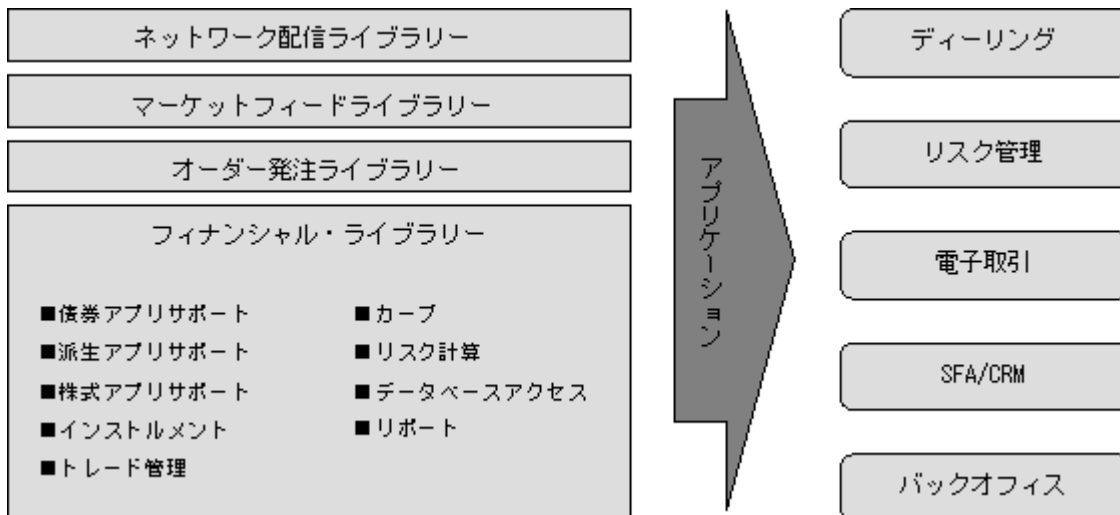 ネットワーク配信ライブラリー
マーケットフィードライブラリー
オーダー発注ライブラリー
フィナンシャル・ライブラリー
■債券アプリサポート
■派生アプリサポート
■株式アプリサポート
■インストルメント
■トレード管理
■カーブ
■リスク計算
■データベースアクセス
■リポート
アプリケーション
ディーリング
リスク管理
電子取引
SFA/CRM
バックオフィス